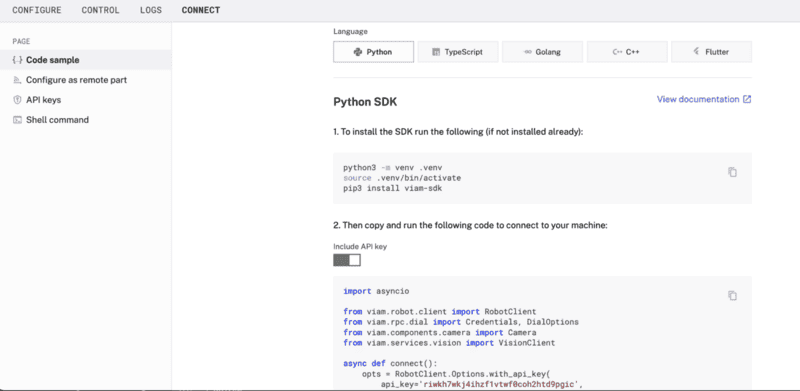 CONFIGURE CONTROL LOGS CONNECT
PAGE
{ } Code sample
Configure as remote part
API keys
Shell command
Language
Python TypeScript Golang C++ C++ Flutter
Python SDK
View documentation
1. To install the SDK run the following (if not installed already):
python3 -m venv .venv
source .venv/bin/activate
pip3 install viam-sdk
2. Then copy and run the following code to connect to your machine:
Include API key
import asyncio
from viam.robot.client import RobotClient
from viam.rpc.dial import Credentials, DialOptions
from viam.components.camera import Camera
from viam.services.vision import VisionClient
async def connect():
opts = RobotClient.Options.with_api_key(
api_key='riwkh7wkj4ihzf1vtwf0coh2htd9pgic',